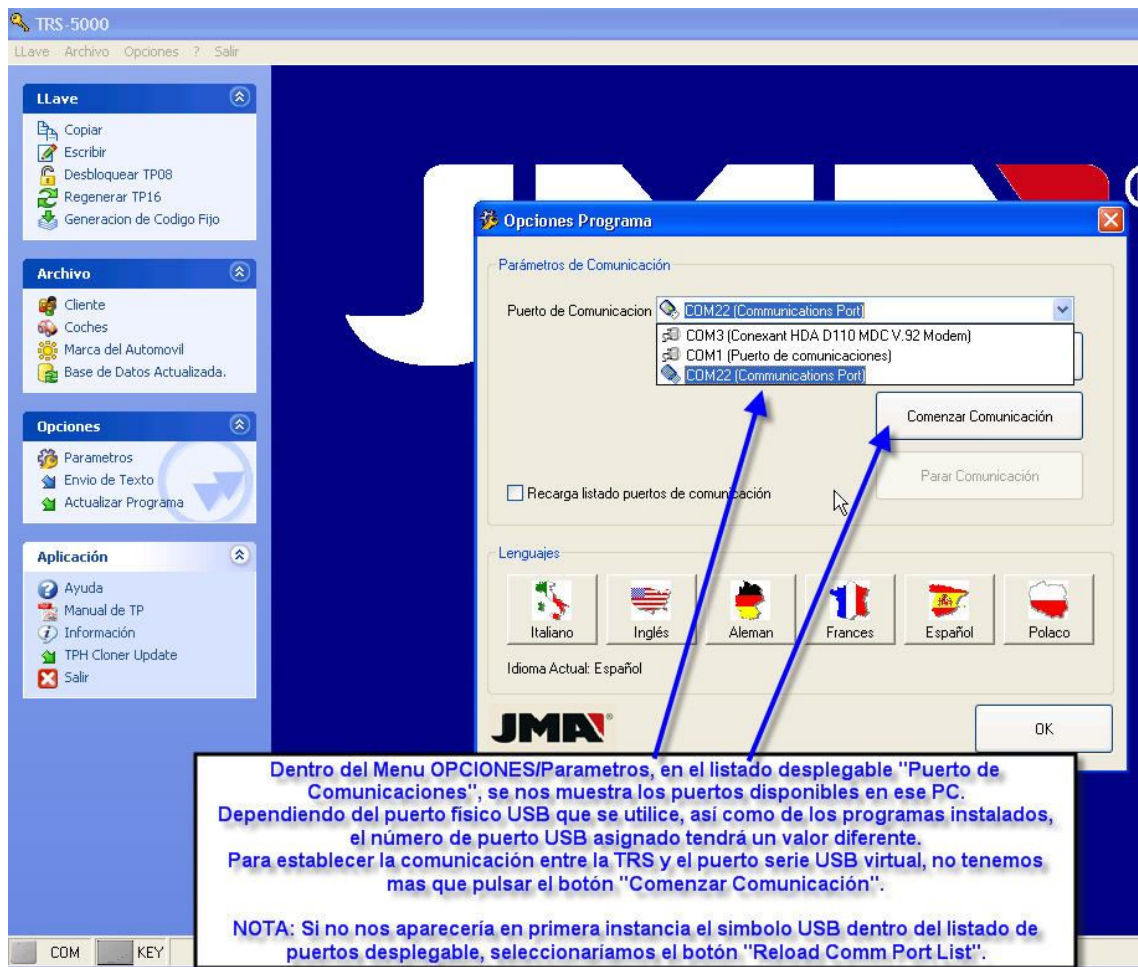 TRS-5000
LLave Archivo Opciones ? Salir
LLave
Copiar
Escribir
Desbloquear TP08
Regenerar TP16
Generacion de Codigo Fijo
Archivo
Cliente
Coches
Marca del Automovil
Base de Datos Actualizada.
Opciones
Parametros
Envio de Texto
Actualizar Programa
Aplicación
Ayuda
Manual de TP
Información
TPH Cloner Update
Salir
Opciones Programa
Parámetros de Comunicación
Puerto de Comunicacion COM22 (Communications Port)
COM3 (Conexant HDA D110 MDC V.92 Modem)
COM1 (Puerto de comunicaciones)
COM22 (Communications Port)
Comenzar Comunicación
Parar Comunicación
Recarga listado puertos de comunicación
Lenguajes
Italiano Inglés Aleman Frances Español Polaco
Idioma Actual: Español
JMA®
OK
Dentro del Menu OPCIONES/Parametros, en el listado desplegable "Puerto de
Comunicaciones", se nos muestra los puertos disponibles en ese PC.
Dependiendo del puerto físico USB que se utilice, así como de los programas instalados,
el número de puerto USB asignado tendrá un valor diferente.
Para establecer la comunicación entre la TRS y el puerto serie USB virtual, no tenemos
mas que pulsar el botón "Comenzar Comunicación".
NOTA: Si no nos aparecería en primera instancia el simbolo USB dentro del listado de
puertos desplegable, seleccionaríamos el botón "Reload Comm Port List".
COM KEY